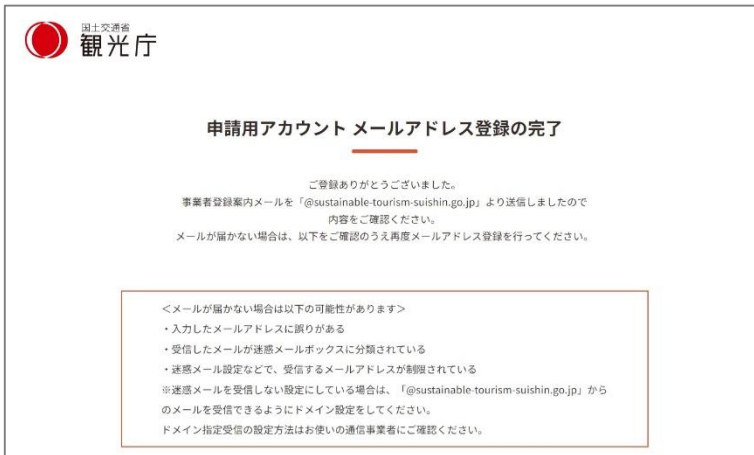 国土交通省
観光庁
申請用アカウント メールアドレス登録の完了
ご登録ありがとうございました。
事業者登録案内メールを「@sustainable-tourism-suishin.go.jp」より送信しましたので
内容をご確認ください。
メールが届かない場合は、以下をご確認のうえ再度メールアドレス登録を行ってください。
＜メールが届かない場合は以下の可能性があります＞
・入力したメールアドレスに誤りがある
・受信したメールが迷惑メールボックスに分類されている
・迷惑メール設定などで、受信するメールアドレスが制限されている
※迷惑メールを受信しない設定にしている場合は、「@sustainable-tourism-suishin.go.jp」から
のメールを受信できるようにドメイン設定をしてください。
ドメイン指定受信の設定方法はお使いの通信事業者にご確認ください。